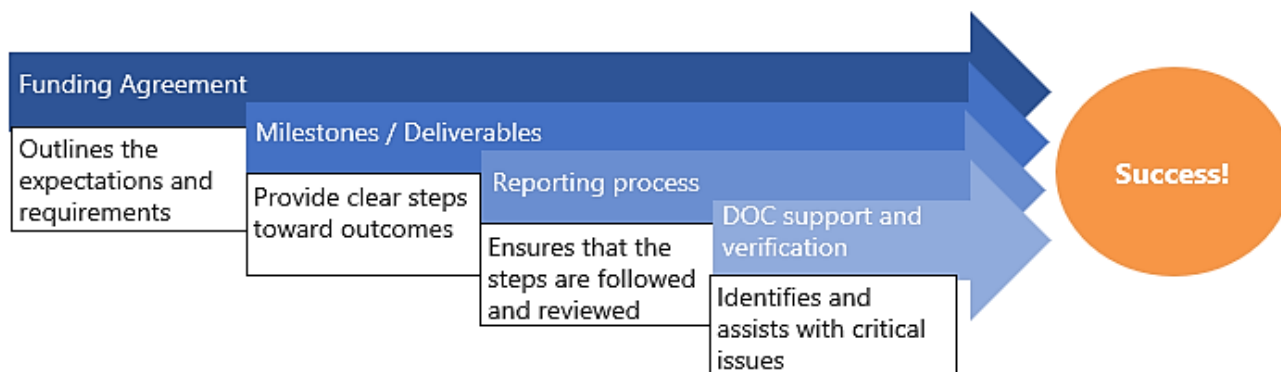 Funding Agreement
Outlines the
expectations and
requirements
Milestones / Deliverables
Provide clear steps
toward outcomes
Reporting process
Ensures that the
steps are followed
and reviewed
DOC support and
verification
Identifies and
assists with critical
issues
Success!